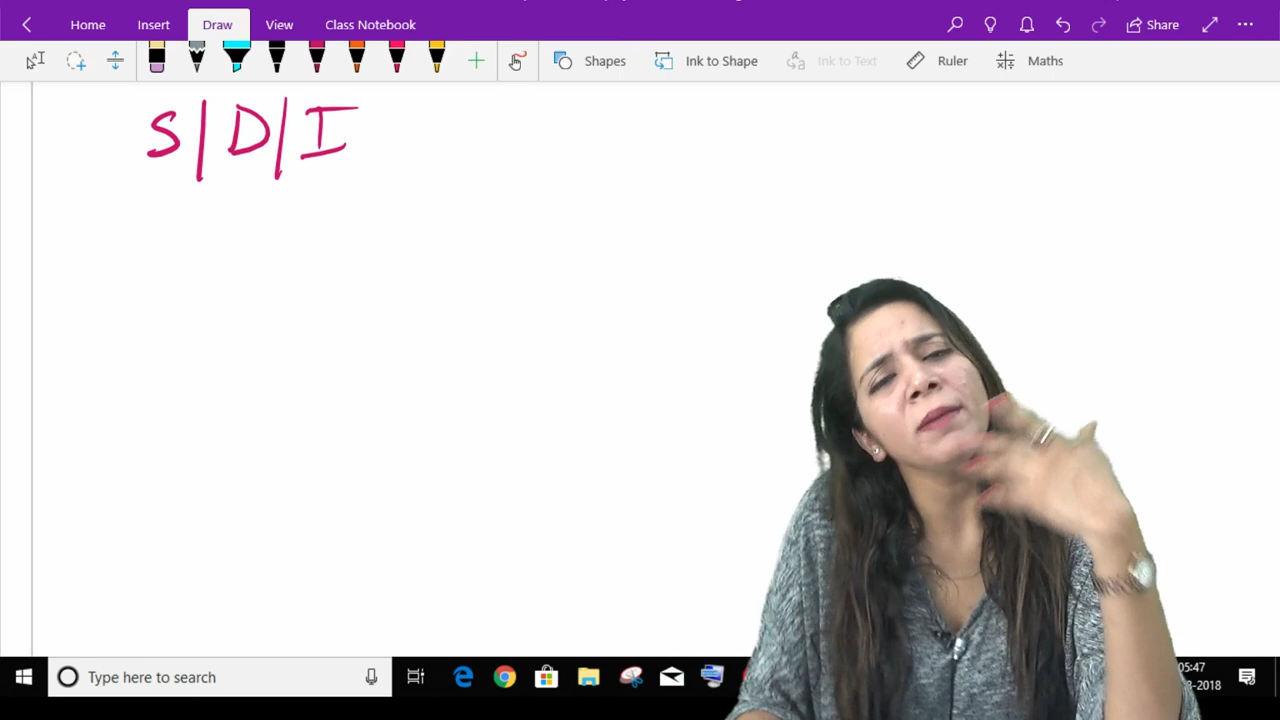 Home Insert Draw View Class Notebook Share
Shapes Ink to Shape Ink to Text Ruler Maths
S|D|I
Type here to search
05:47
-2018